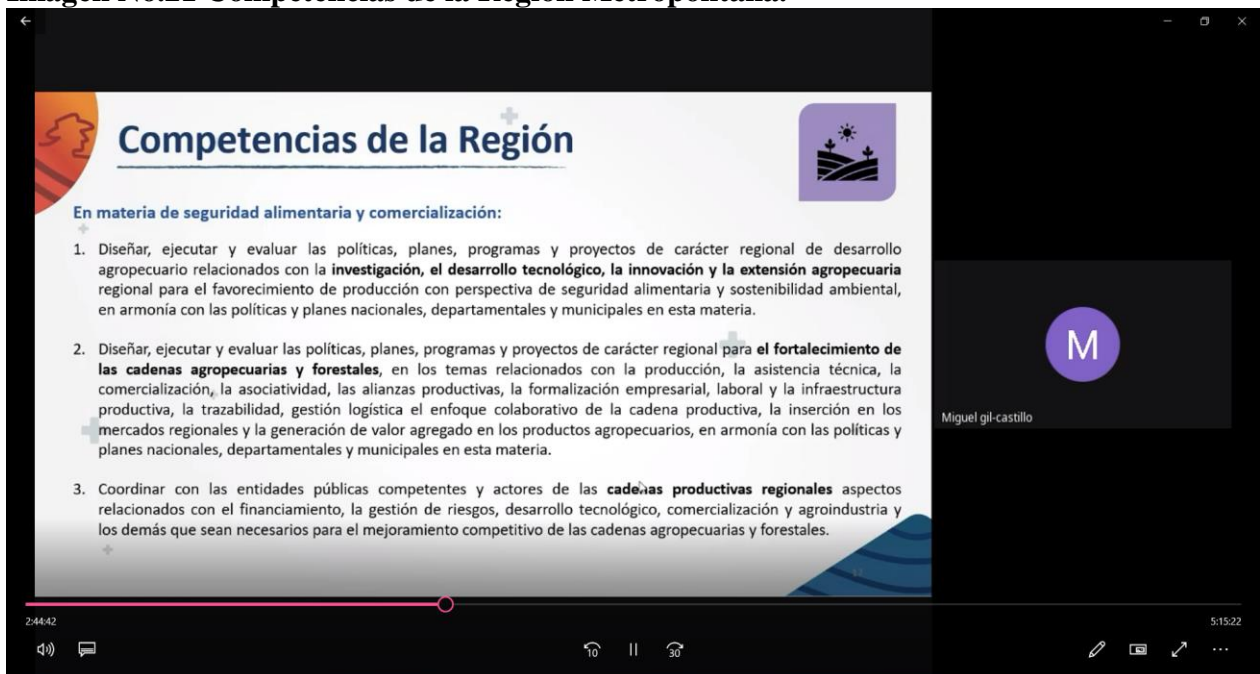 Imagen No.22 Competencias de la Región Metropolitana.
Competencias de la Región
En materia de seguridad alimentaria y comercialización:
1. Diseñar, ejecutar y evaluar las políticas, planes, programas y proyectos de carácter regional de desarrollo
agropecuario relacionados con la investigación, el desarrollo tecnológico, la innovación y la extensión agropecuaria
regional para el favorecimiento de producción con perspectiva de seguridad alimentaria y sostenibilidad ambiental,
en armonía con las políticas y planes nacionales, departamentales y municipales en esta materia.
2. Diseñar, ejecutar y evaluar las políticas, planes, programas y proyectos de carácter regional para el fortalecimiento de
las cadenas agropecuarias y forestales, en los temas relacionados con la producción, la asistencia técnica, la
comercialización, la asociatividad, las alianzas productivas, la formalización empresarial, laboral y la infraestructura
productiva, la trazabilidad, gestión logística el enfoque colaborativo de la cadena productiva, la inserción en los
mercados regionales y la generación de valor agregado en los productos agropecuarios, en armonía con las políticas y
planes nacionales, departamentales y municipales en esta materia.
3. Coordinar con las entidades públicas competentes y actores de las cadenas productivas regionales aspectos
relacionados con el financiamiento, la gestión de riesgos, desarrollo tecnológico, comercialización y agroindustria y
los demás que sean necesarios para el mejoramiento competitivo de las cadenas agropecuarias y forestales.
17
M
Miguel gil-castillo
2:44:42
5:15:22
10
30